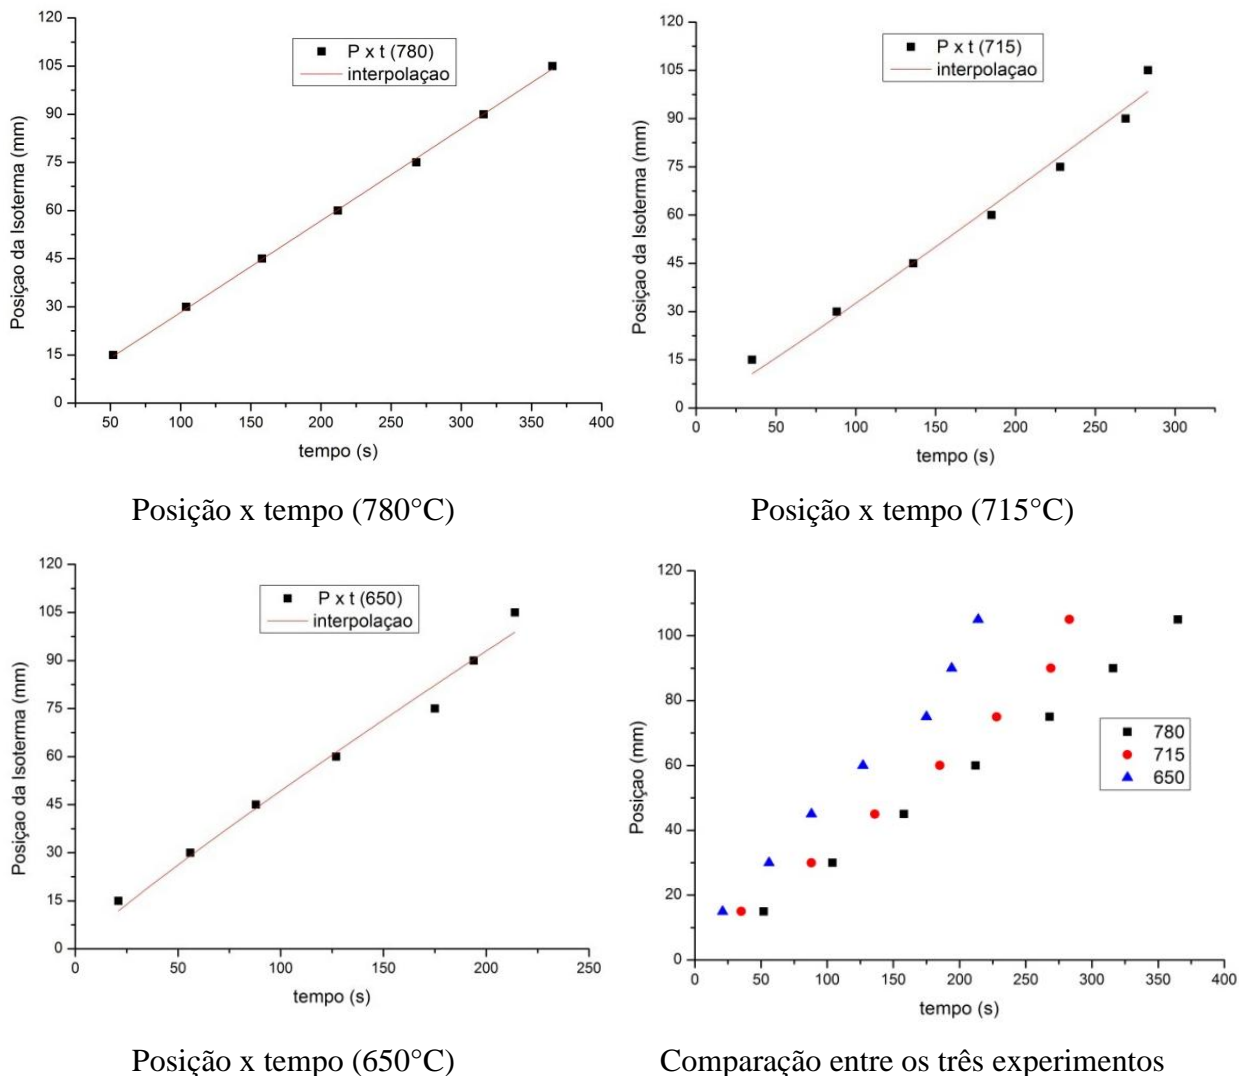 120
105
90
75
60
45
30
15
0
Posiçao da Isoterma (mm)
P x t (780)
interpolaçao
50 100 150 200 250 300 350 400
tempo (s)
Posição x tempo (780°C)
120
105
90
75
60
45
30
15
0
Posiçao da Isoterma (mm)
P x t (715)
interpolaçao
0 50 100 150 200 250 300
tempo (s)
Posição x tempo (715°C)
120
105
90
75
60
45
30
15
0
Posiçao da Isoterma (mm)
P x t (650)
interpolaçao
0 50 100 150 200 250
tempo (s)
Posição x tempo (650°C)
120
100
80
60
40
20
0
Posiçao (mm)
780
715
650
0 50 100 150 200 250 300 350 400
tempo (s)
Comparação entre os três experimentos